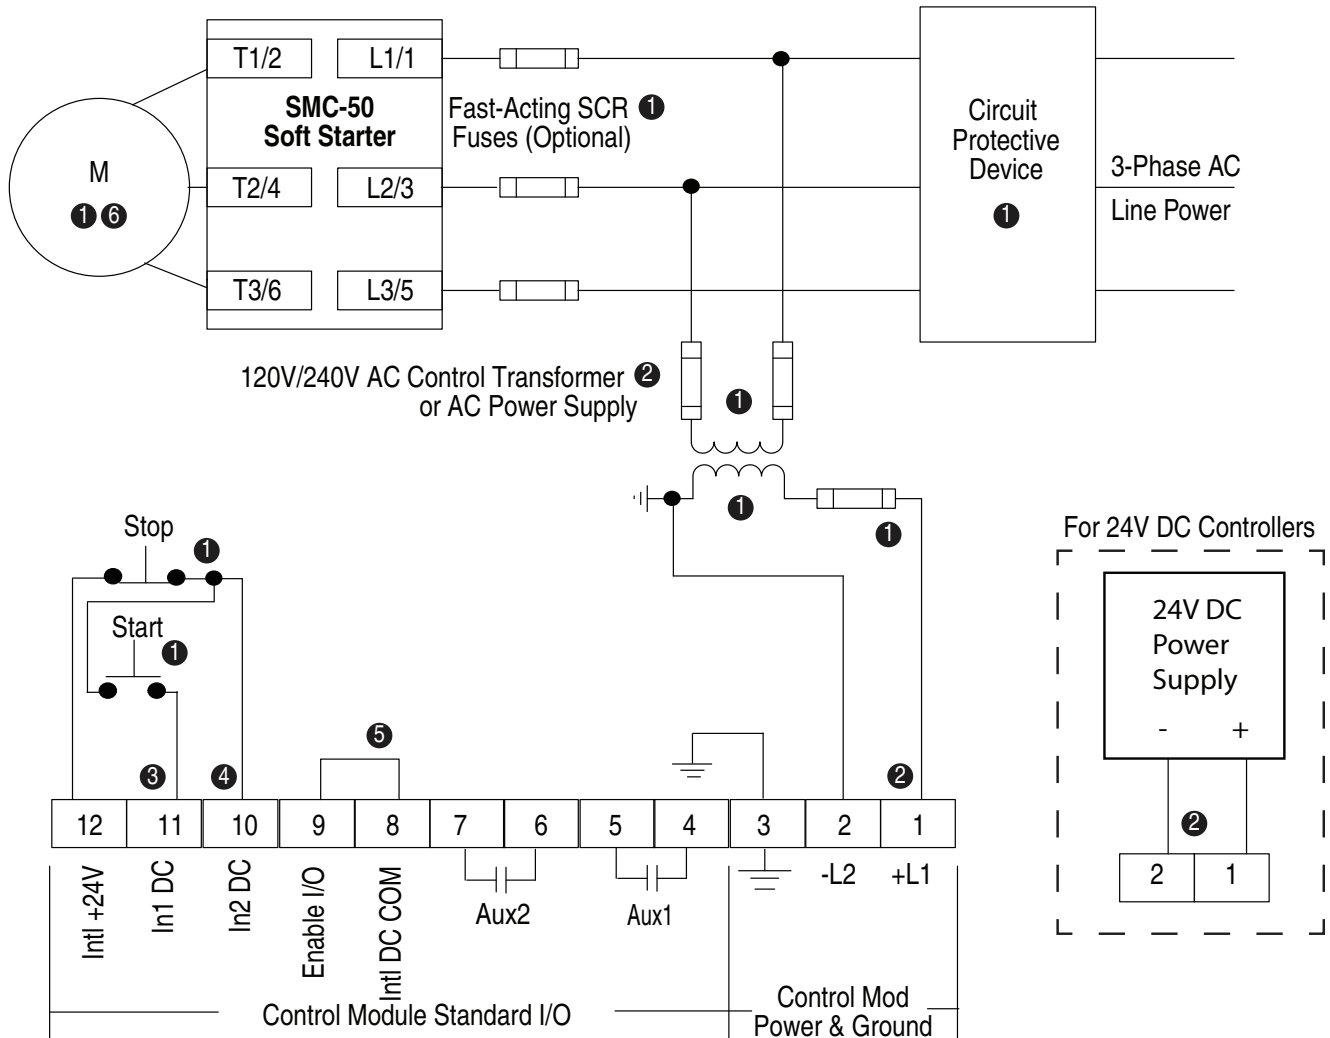 T1/2 L1/1
SMC-50
Soft Starter
Fast-Acting SCR ❶
Fuses (Optional)
M
❶ ❻
T2/4 L2/3
T3/6 L3/5
Circuit
Protective
Device
❶
3-Phase AC
Line Power
120V/240V AC Control Transformer ❷
or AC Power Supply
❶
❶
❶
Stop
❶
Start
❶
For 24V DC Controllers
24V DC
Power
Supply
- +
❷
2 1
❸ ❹ ❺ ❷
12 11 10 9 8 7 6 5 4 3 2 1
Intl +24V
In1 DC
In2 DC
Enable I/O
Intl DC COM
Aux2
Aux1
-L2
+L1
Control Module Standard I/O
Control Mod
Power & Ground